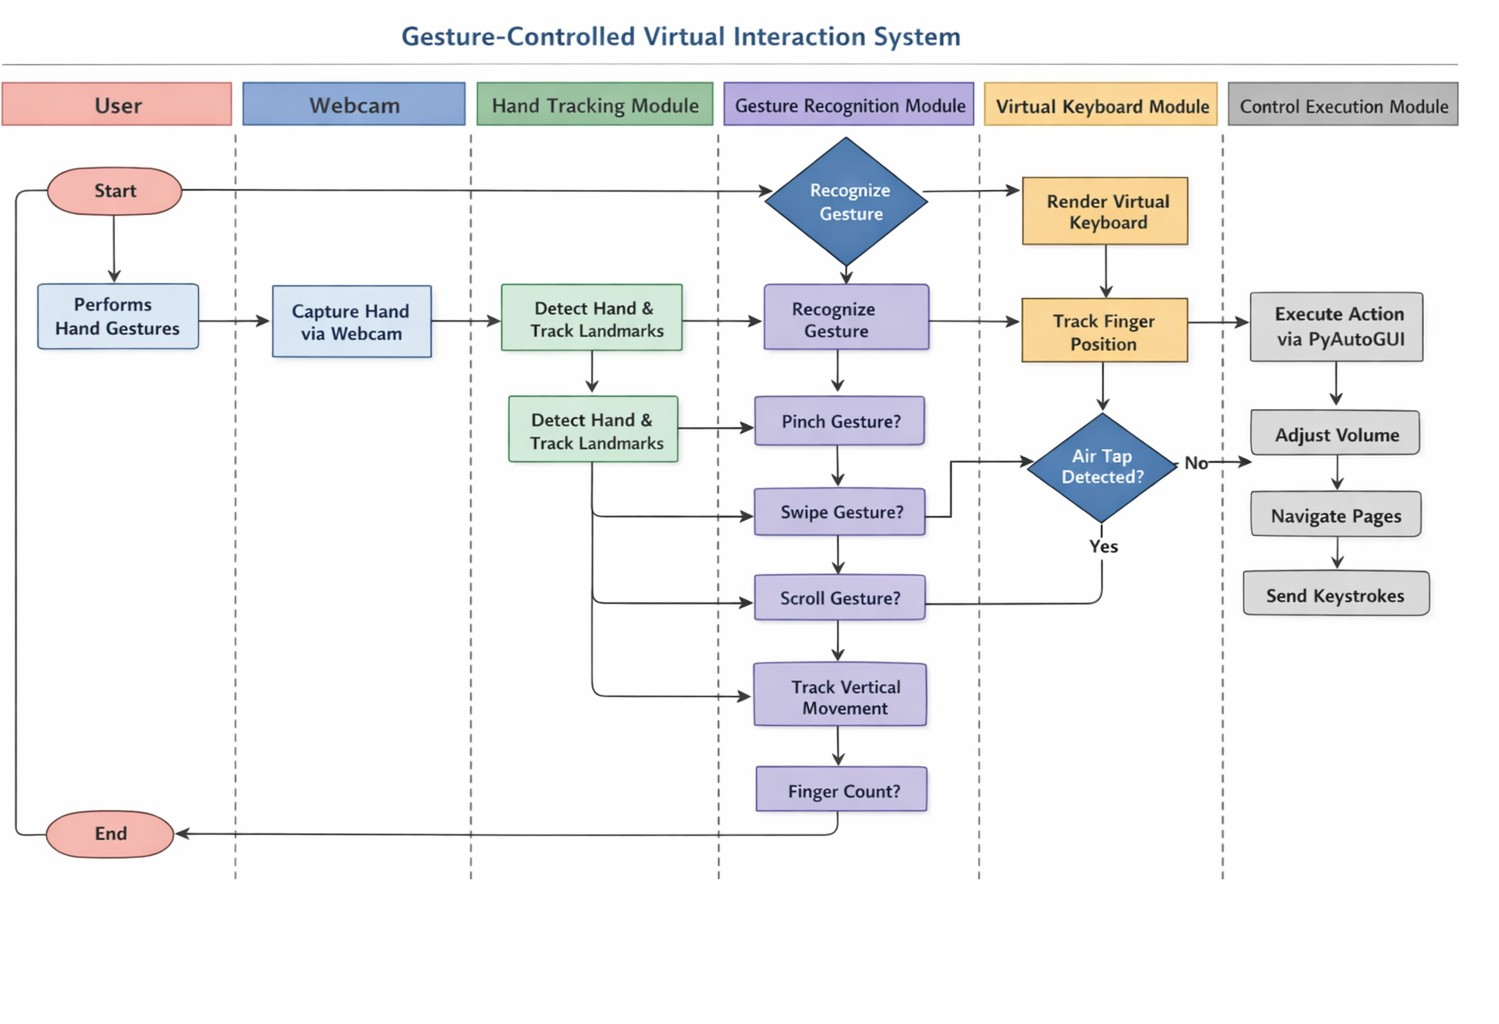 Gesture-Controlled Virtual Interaction System
User
Webcam
Hand Tracking Module
Gesture Recognition Module
Virtual Keyboard Module
Control Execution Module
Start
Recognize
Gesture
Render Virtual
Keyboard
Performs
Hand Gestures
Capture Hand
via Webcam
Detect Hand &
Track Landmarks
Recognize
Gesture
Track Finger
Position
Execute Action
via PyAutoGUI
Detect Hand &
Track Landmarks
Pinch Gesture?
Air Tap
Detected?
No
Adjust Volume
Swipe Gesture?
Navigate Pages
Yes
Scroll Gesture?
Send Keystrokes
Track Vertical
Movement
Finger Count?
End